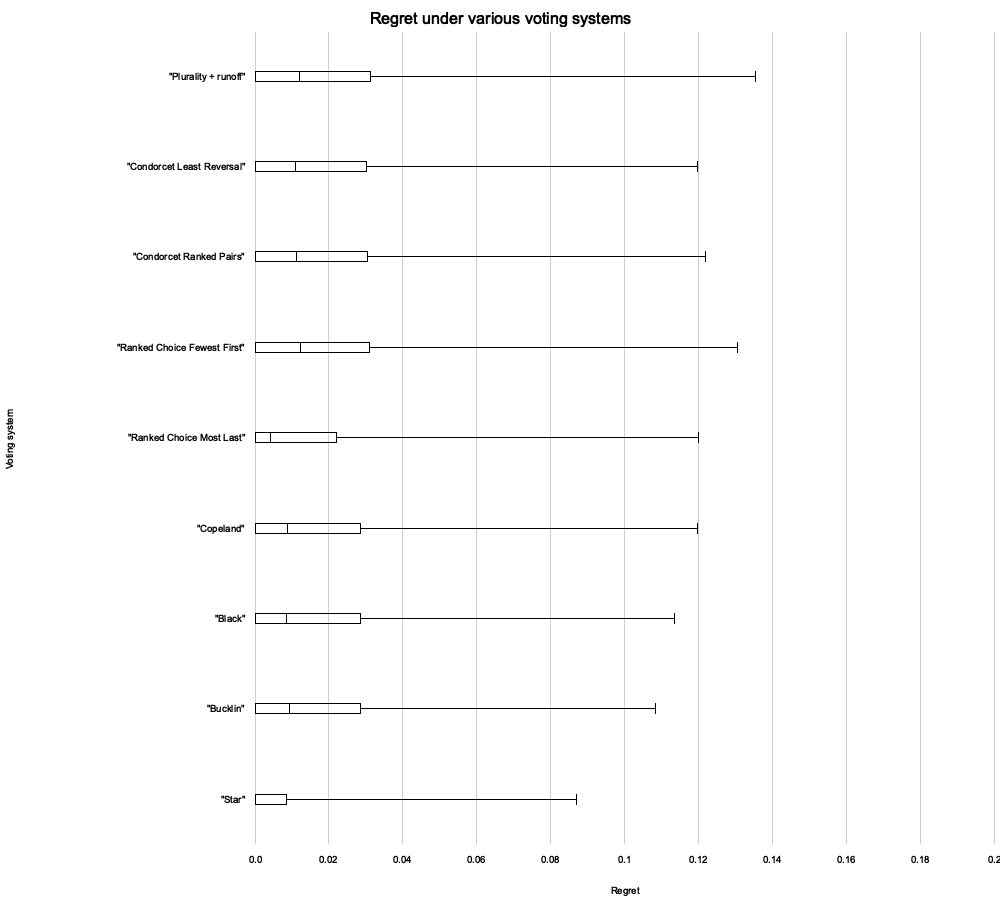 Regret under various voting systems
"Plurality + runoff"
"Condorcet Least Reversal"
"Condorcet Ranked Pairs"
"Ranked Choice Fewest First"
Voting system
"Ranked Choice Most Last"
"Copeland"
"Black"
"Bucklin"
"Star"
0.0 0.02 0.04 0.06 0.08 0.1 0.12 0.14 0.16 0.18 0.2
Regret